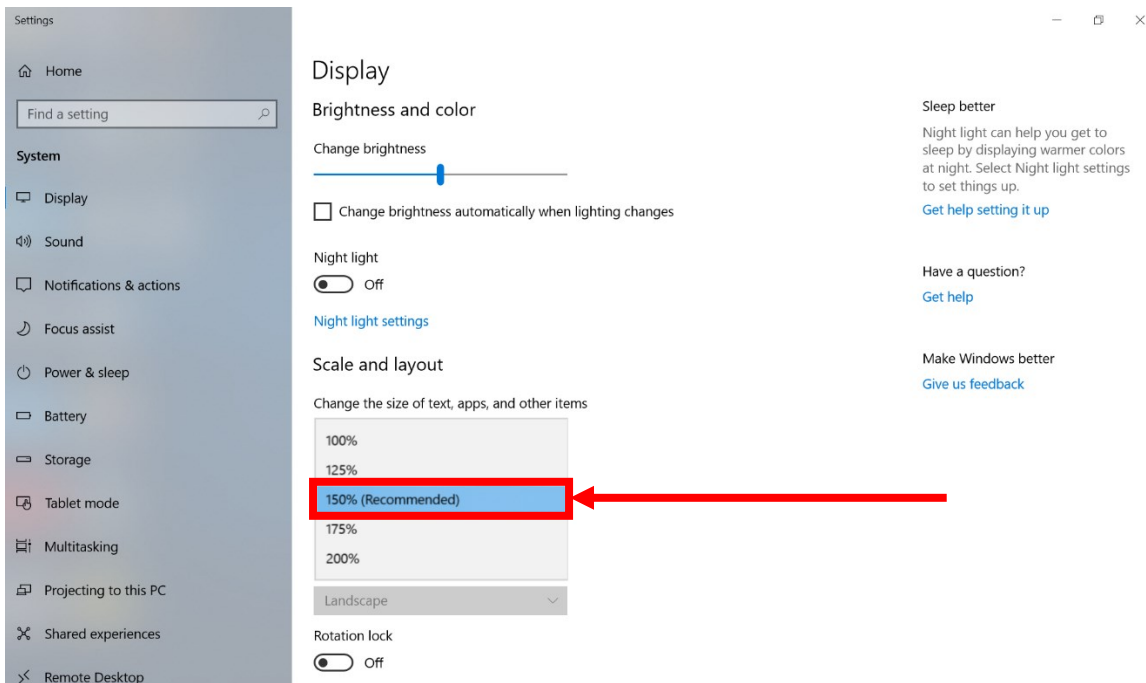 Settings
Home
Find a setting
System
Display
Sound
Notifications & actions
Focus assist
Power & sleep
Battery
Storage
Tablet mode
Multitasking
Projecting to this PC
Shared experiences
Remote Desktop
Display
Brightness and color
Change brightness
Change brightness automatically when lighting changes
Night light
Off
Night light settings
Scale and layout
Change the size of text, apps, and other items
100%
125%
150% (Recommended)
175%
200%
Landscape
Rotation lock
Off
Sleep better
Night light can help you get to
sleep by displaying warmer colors
at night. Select Night light settings
to set things up.
Get help setting it up
Have a question?
Get help
Make Windows better
Give us feedback